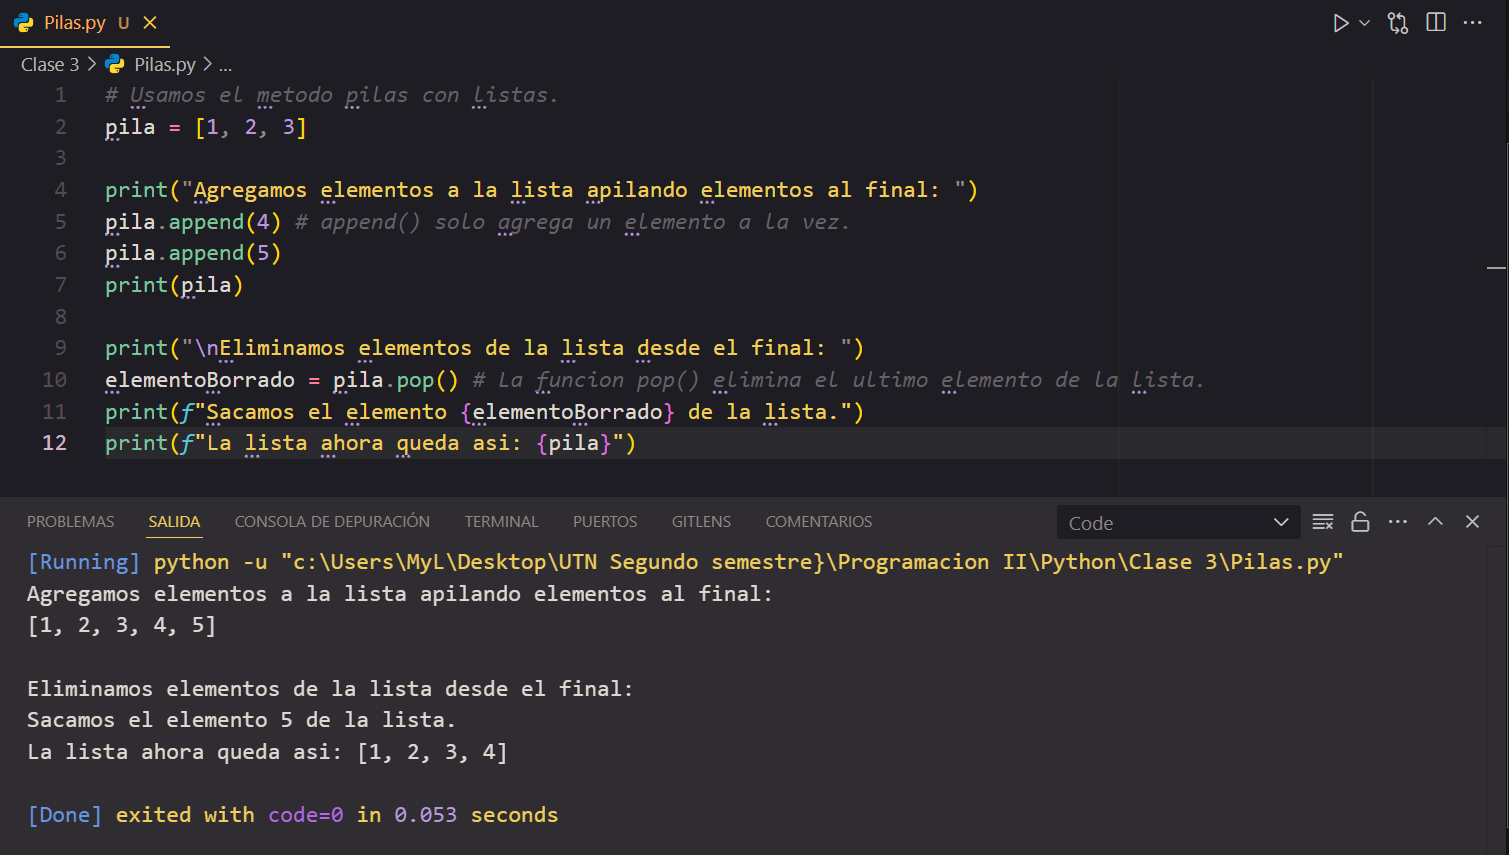 Pilas.py U
Clase 3 > Pilas.py > ...
1 # Usamos el metodo pilas con listas.
2 pila = [1, 2, 3]
3
4 print("Agregamos elementos a la lista apilando elementos al final: ")
5 pila.append(4) # append() solo agrega un elemento a la vez.
6 pila.append(5)
7 print(pila)
8
9 print("\nEliminamos elementos de la lista desde el final: ")
10 elementoBorrado = pila.pop() # La funcion pop() elimina el ultimo elemento de la lista.
11 print(f"Sacamos el elemento {elementoBorrado} de la lista.")
12 print(f"La lista ahora queda asi: {pila}")
PROBLEMAS SALIDA CONSOLA DE DEPURACIÓN TERMINAL PUERTOS GITLENS COMENTARIOS Code
[Running] python -u "c:\Users\MyL\Desktop\UTN Segundo semestre}\Programacion II\Python\Clase 3\Pilas.py"
Agregamos elementos a la lista apilando elementos al final:
[1, 2, 3, 4, 5]
Eliminamos elementos de la lista desde el final:
Sacamos el elemento 5 de la lista.
La lista ahora queda asi: [1, 2, 3, 4]
[Done] exited with code=0 in 0.053 seconds